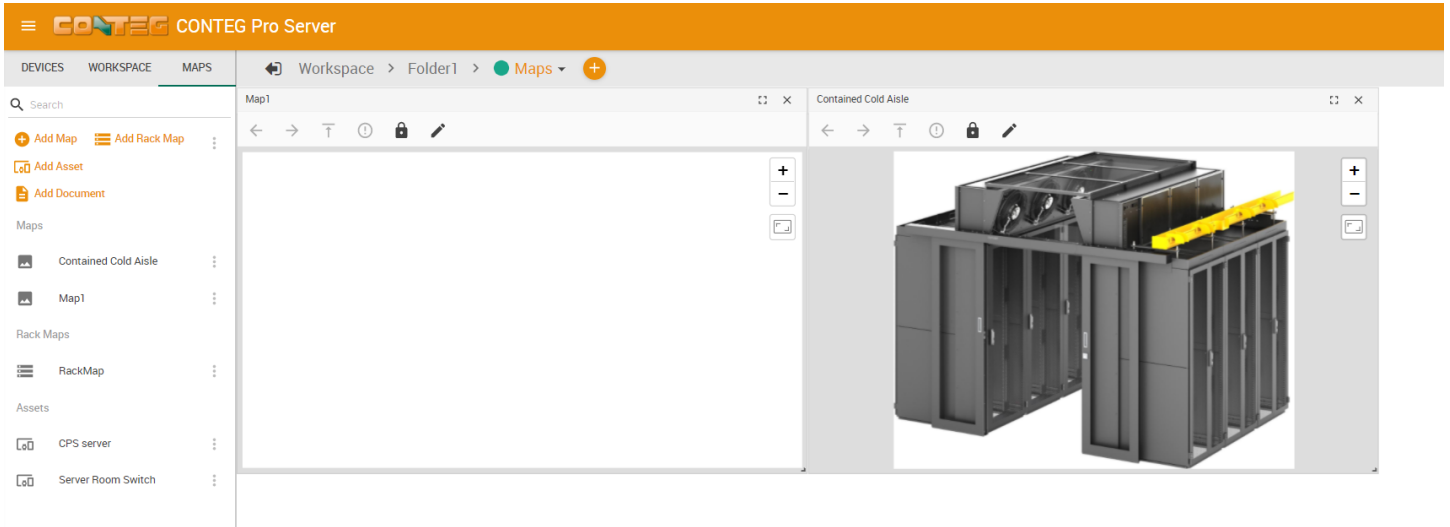 CONTEG CONTEG Pro Server
DEVICES WORKSPACE MAPS
Workspace > Folder1 > Maps
Search
Add Map Add Rack Map
Add Asset
Add Document
Maps
Contained Cold Aisle
Map1
Rack Maps
RackMap
Assets
CPS server
Server Room Switch
Map1
Contained Cold Aisle